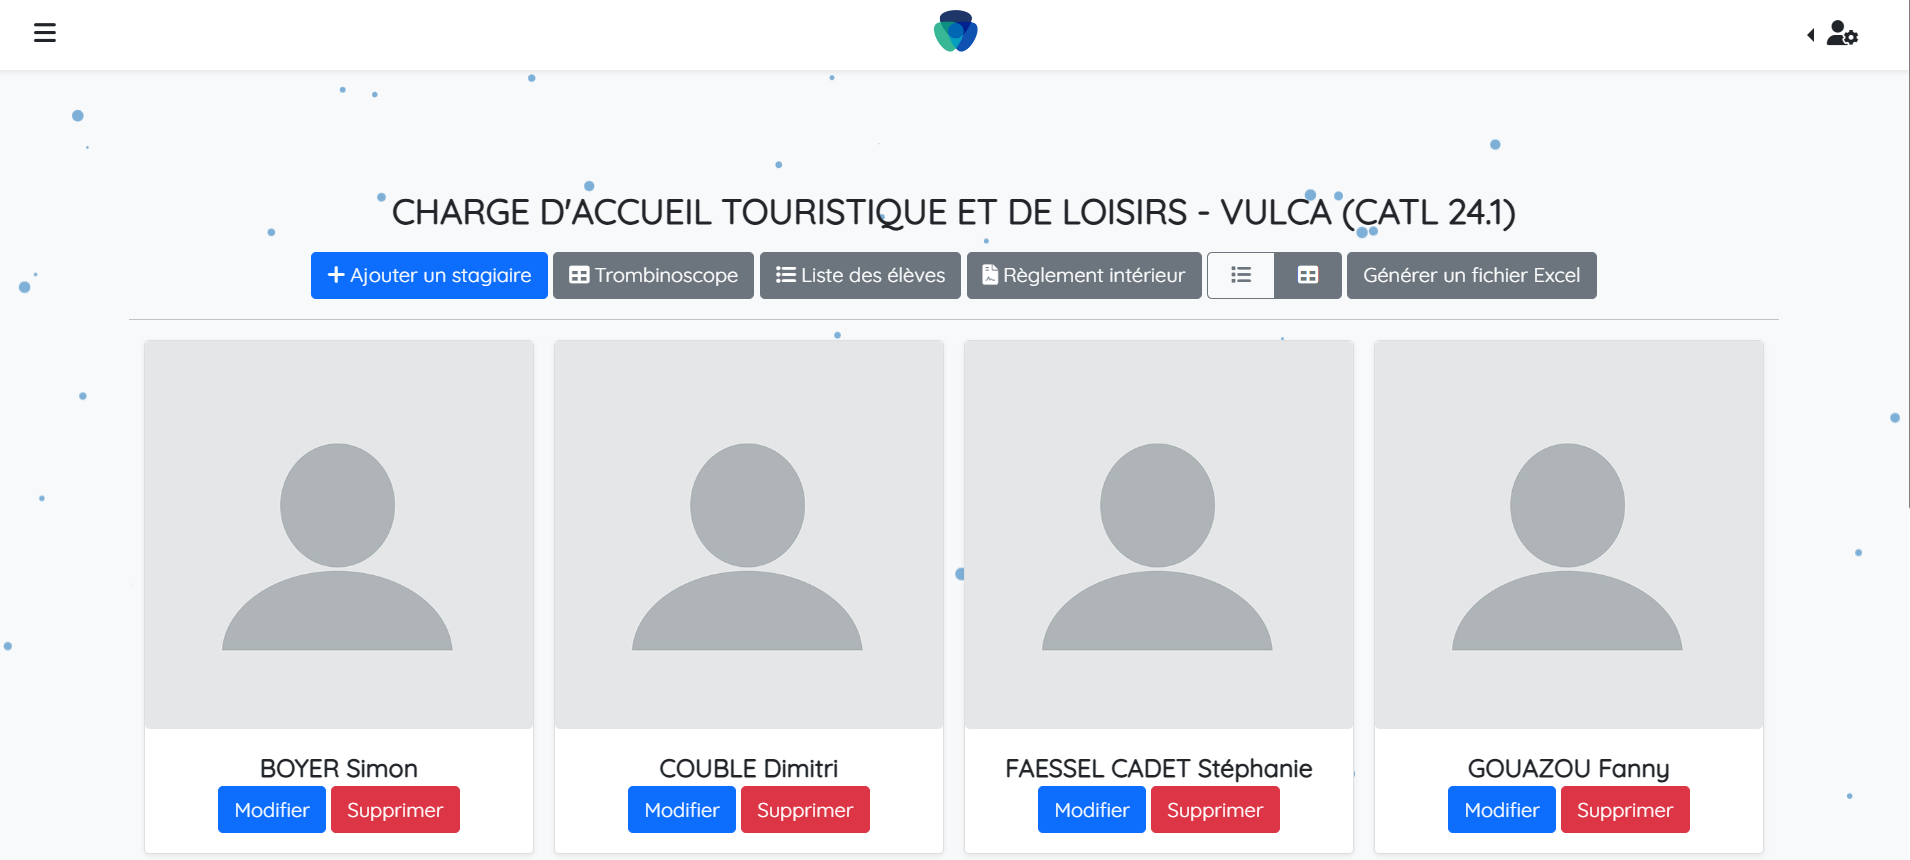 CHARGE D'ACCUEIL TOURISTIQUE ET DE LOISIRS - VULCA (CATL 24.1)
Ajouter un stagiaire Trombinoscope Liste des élèves Règlement intérieur Générer un fichier Excel
BOYER Simon COUBLE Dimitri FAESSEL CADET Stéphanie GOUAZOU Fanny
Modifier Supprimer Modifier Supprimer Modifier Supprimer Modifier Supprimer